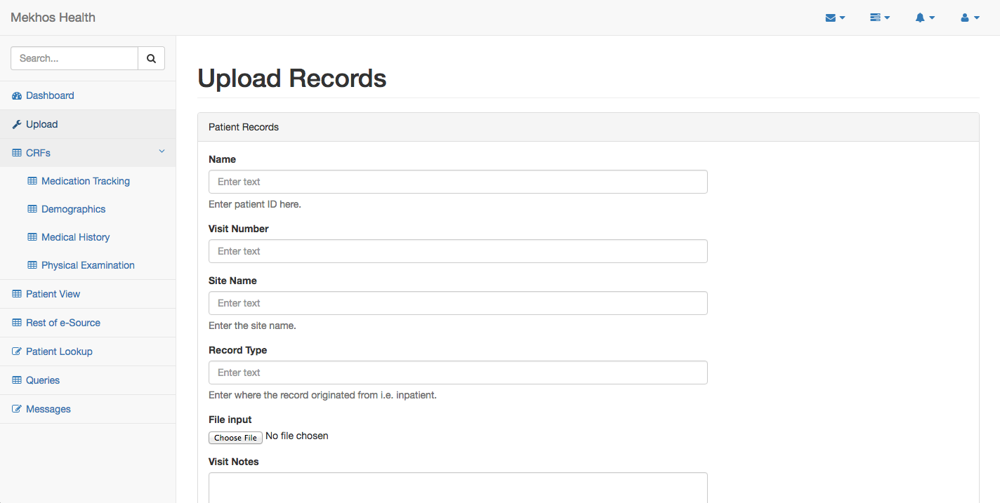 Mekhos Health
Search...
Dashboard
Upload
CRFs
Medication Tracking
Demographics
Medical History
Physical Examination
Patient View
Rest of e-Source
Patient Lookup
Queries
Messages
Upload Records
Patient Records
Name
Enter text
Enter patient ID here.
Visit Number
Enter text
Site Name
Enter text
Enter the site name.
Record Type
Enter text
Enter where the record originated from i.e. inpatient.
File input
Choose File No file chosen
Visit Notes